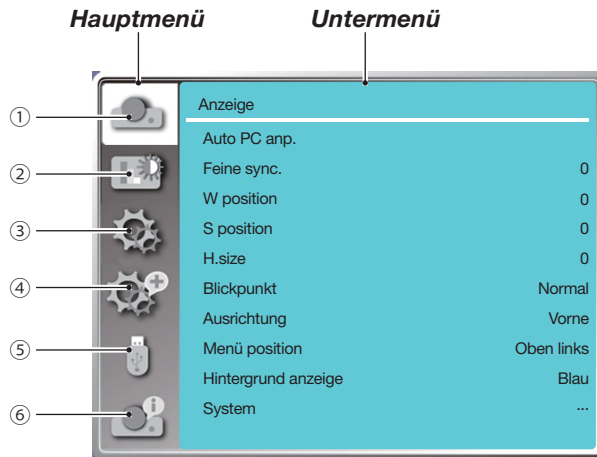 Hauptmenü Untermenü
Anzeige
① Auto PC anp.
Feine sync. 0
② W position 0
S position 0
③ H.size 0
④ Blickpunkt Normal
Ausrichtung Vorne
⑤ Menü position Oben links
Hintergrund anzeige Blau
⑥ System ...
i